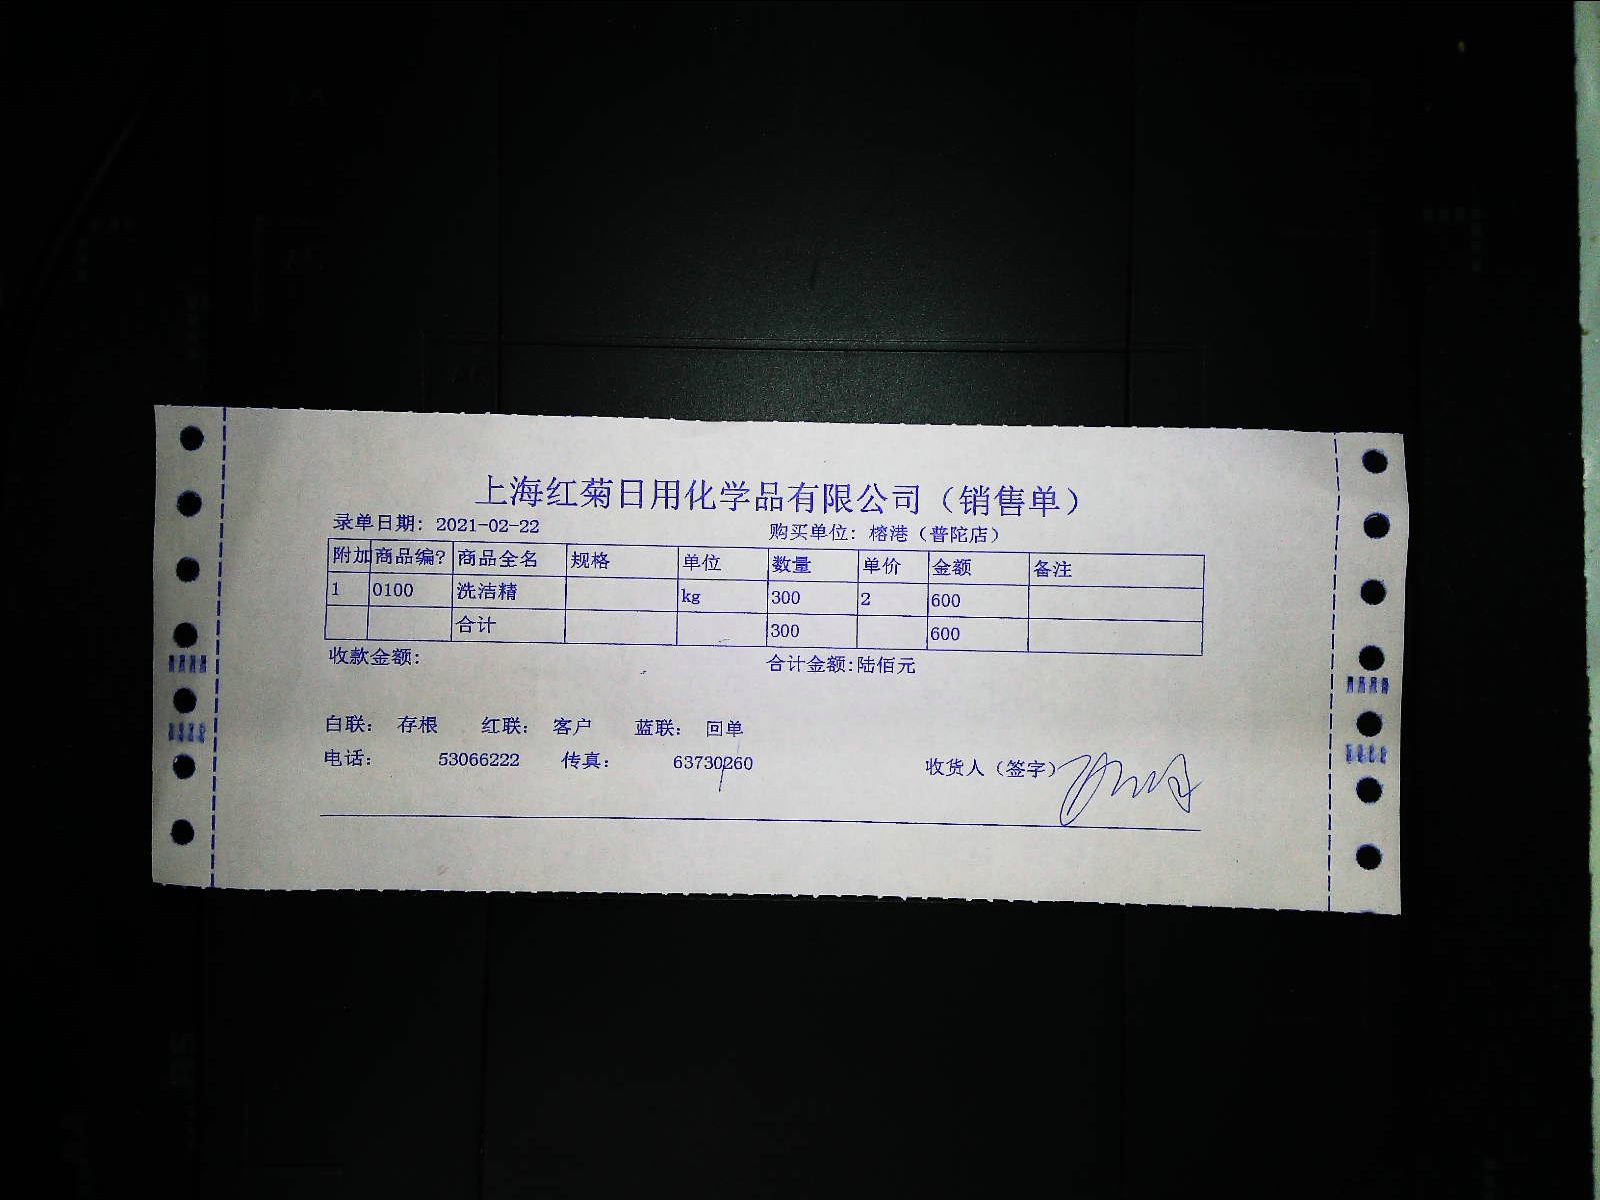 上海红菊日用化学品有限公司（销售单）
录单日期: 2021-02-22 购买单位: 榕港（普陀店）
附加 商品编? 商品全名 规格 单位 数量 单价 金额 备注
1 0100 洗洁精 kg 300 2 600
合计 300 600
收款金额: 合计金额:陆佰元
白联: 存根 红联: 客户 蓝联: 回单
电话: 53066222 传真: 63730260 收货人（签字）